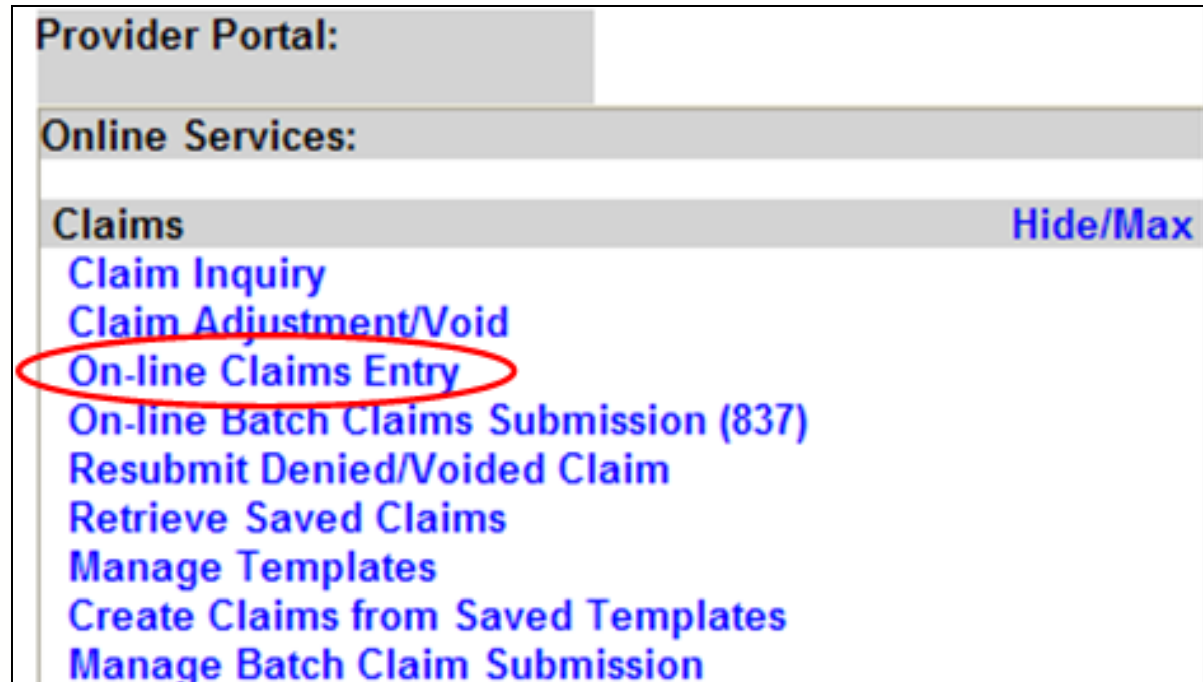 Provider Portal:
Online Services:
Claims Hide/Max
Claim Inquiry
Claim Adjustment/Void
On-line Claims Entry
On-line Batch Claims Submission (837)
Resubmit Denied/Voided Claim
Retrieve Saved Claims
Manage Templates
Create Claims from Saved Templates
Manage Batch Claim Submission